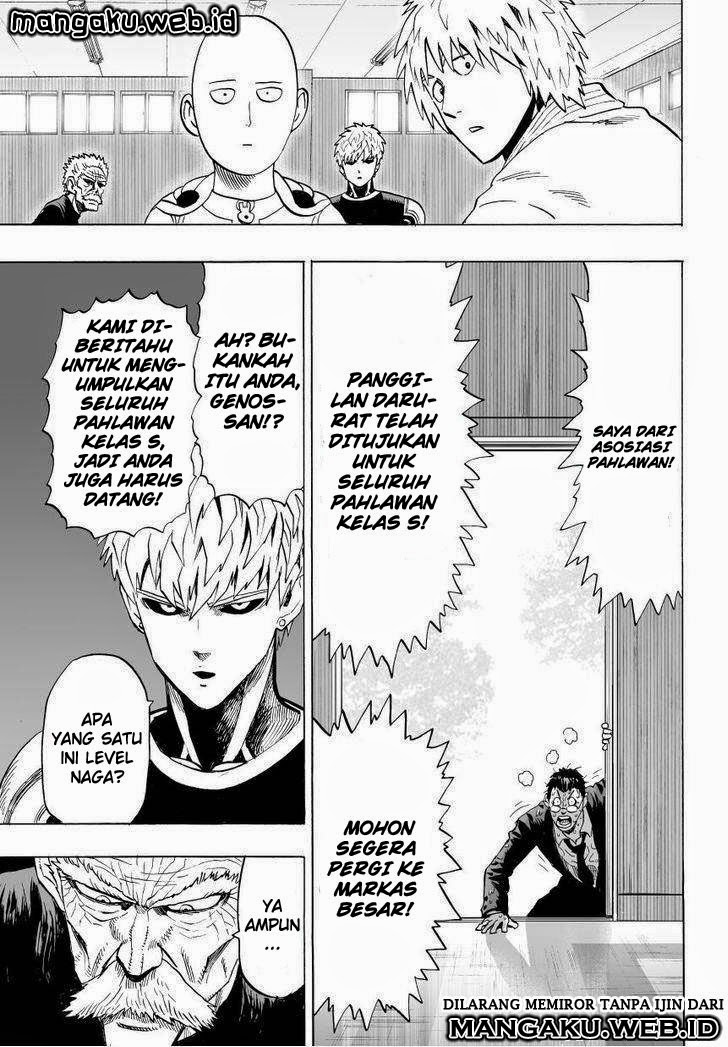 mangaku.web.id
SAYA DARI
ASOSIASI
PAHLAWAN!
PANGGI-
LAN DARU-
RAT TELAH
DITUJUKAN
UNTUK
SELURUH
PAHLAWAN
KELAS S!
MOHON
SEGERA
PERGI KE
MARKAS
BESAR!
AH? BU-
KANKAH
ITU ANDA,
GENOS-
SAN!?
KAMI DI-
BERITAHU
UNTUK MENG-
UMPULKAN
SELURUH
PAHLAWAN
KELAS S,
JADI ANDA
JUGA HARUS
DATANG!
APA
YANG SATU
INI LEVEL
NAGA?
YA
AMPUN
...
DILARANG MEMIROR TANPA IJIN DARI
MANGAKU.WEB.ID